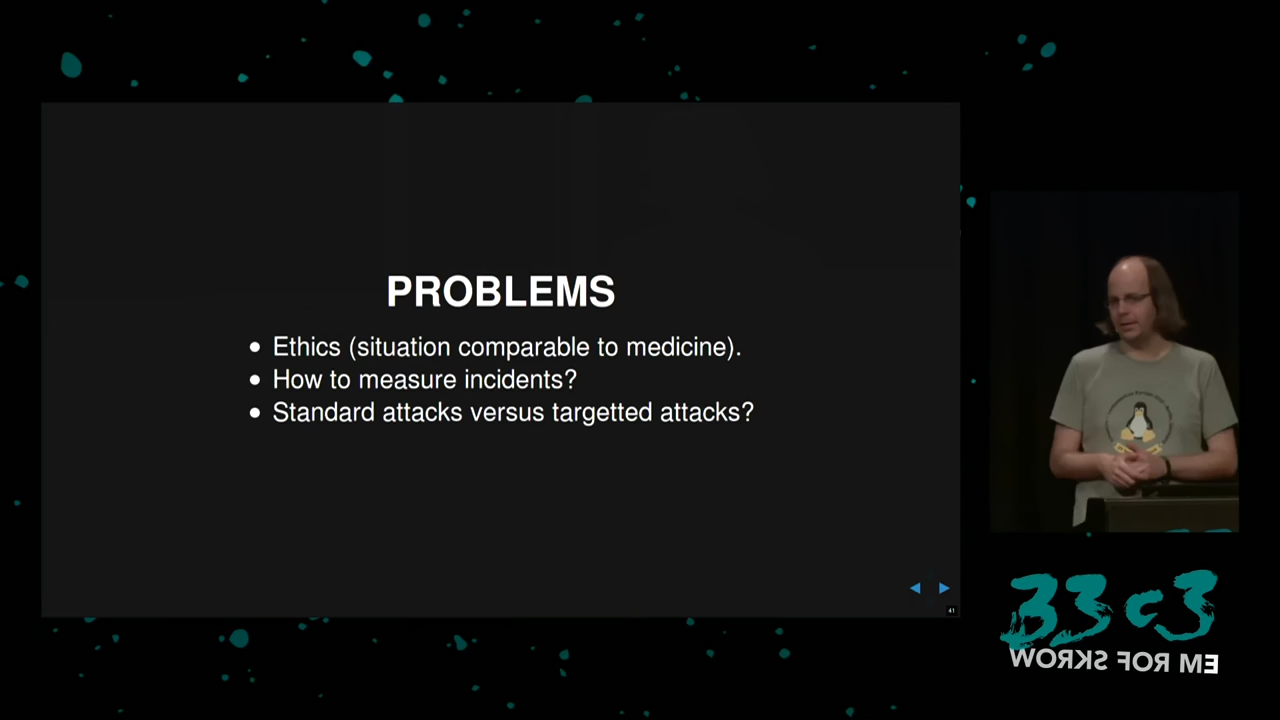 PROBLEMS
• Ethics (situation comparable to medicine).
• How to measure incidents?
• Standard attacks versus targetted attacks?
41
33c3
WORKS FOR ME